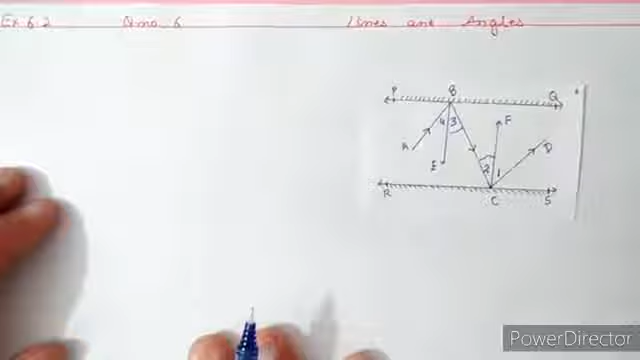 Ex 6.2 Qno. 6 Lines and Angles
P B Q
4 3 F
A D
E 2 1
R C S
PowerDirector